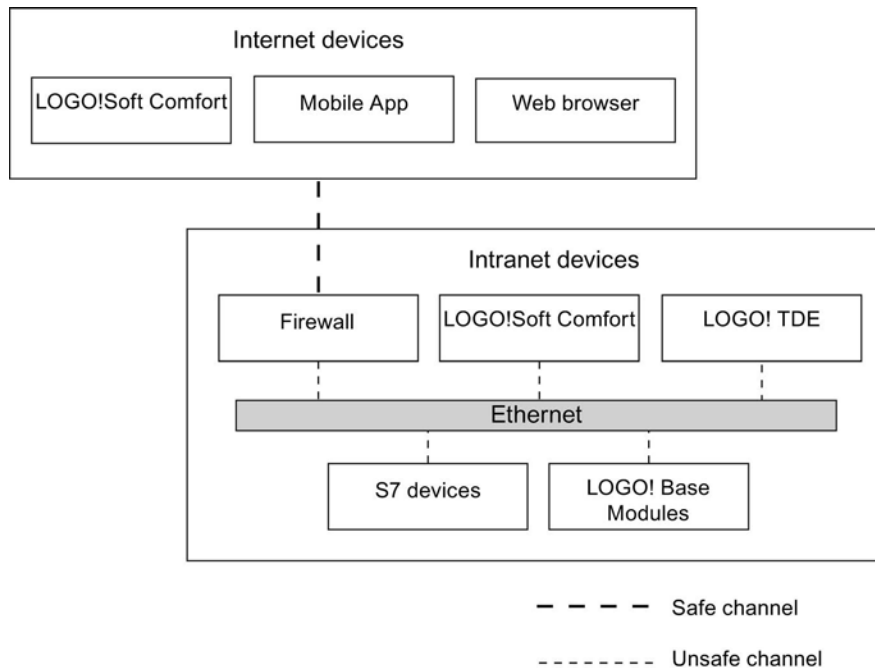 Internet devices
LOGO!Soft Comfort
Mobile App
Web browser
Intranet devices
Firewall
LOGO!Soft Comfort
LOGO! TDE
Ethernet
S7 devices
LOGO! Base
Modules
Safe channel
Unsafe channel